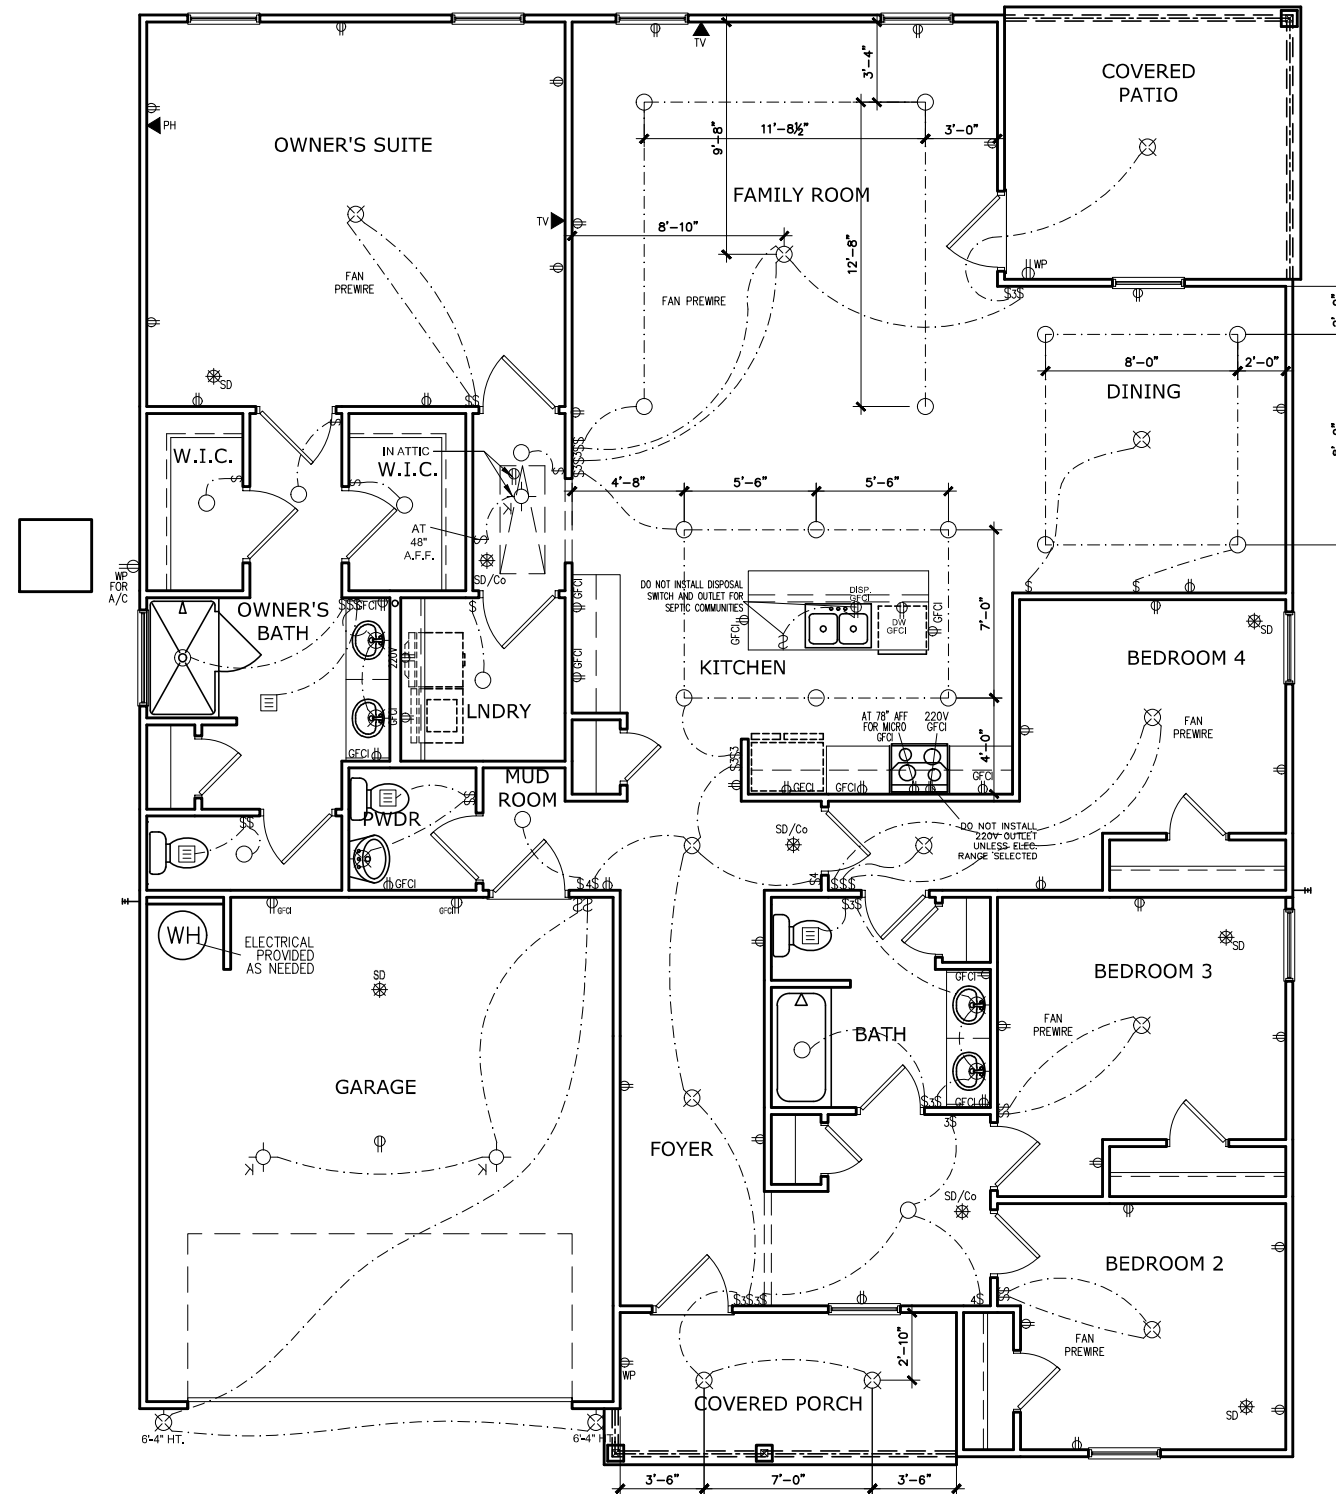 TV
3'-4"
COVERED
PATIO
PH
OWNER'S SUITE
9'-8"
11'-8½"
3'-0"
FAMILY ROOM
TV
8'-10"
12'-8"
FAN
PREWIRE
FAN PREWIRE
WP
8'-0"
2'-0"
DINING
SD
W.I.C.
IN ATTIC
W.I.C.
4'-8"
5'-6"
5'-6"
AT
48"
A.F.F.
SD/Co
WP
FOR
A/C
OWNER'S
BATH
GFCI
220V
GFCI
GFCI
GFCI
GFCI
DO NOT INSTALL DISPOSAL
SWITCH AND OUTLET FOR
SEPTIC COMMUNITIES
DISP.
GFCI
DW
GFCI
GFCI
GFCI
7'-0"
KITCHEN
BEDROOM 4
SD
FAN
PREWIRE
LNDRY
AT 78" AFF
FOR MICRO
GFCI
220V
GFCI
4'-0"
GFCI
GFCI
GFCI
MUD
ROOM
PWDR
GFCI
SD/Co
DO NOT INSTALL
220V OUTLET
UNLESS ELEC.
RANGE SELECTED
GFCI
GFCI
WH
ELECTRICAL
PROVIDED
AS NEEDED
SD
GFCI
BEDROOM 3
SD
FAN
PREWIRE
BATH
GFCI
GARAGE
FOYER
SD/Co
BEDROOM 2
FAN
PREWIRE
SD
WP
2'-10"
COVERED PORCH
6'-4" HT.
6'-4" HT
3'-6"
7'-0"
3'-6"